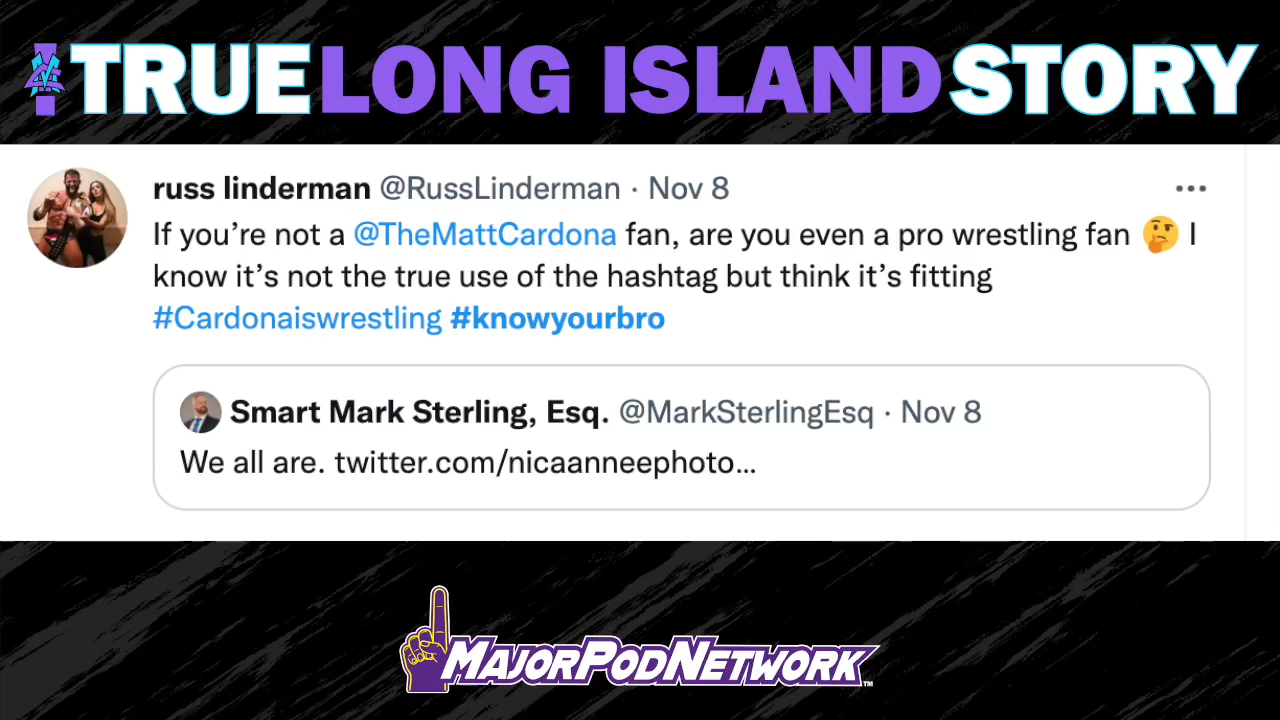 TRUE LONG ISLAND STORY
russ linderman @RussLinderman · Nov 8
If you’re not a @TheMattCardona fan, are you even a pro wrestling fan 🤔 I
know it’s not the true use of the hashtag but think it’s fitting
#Cardonaiswrestling #knowyourbro
Smart Mark Sterling, Esq. @MarkSterlingEsq · Nov 8
We all are. twitter.com/nicaanneephoto...
MAJORPODNETWORK™